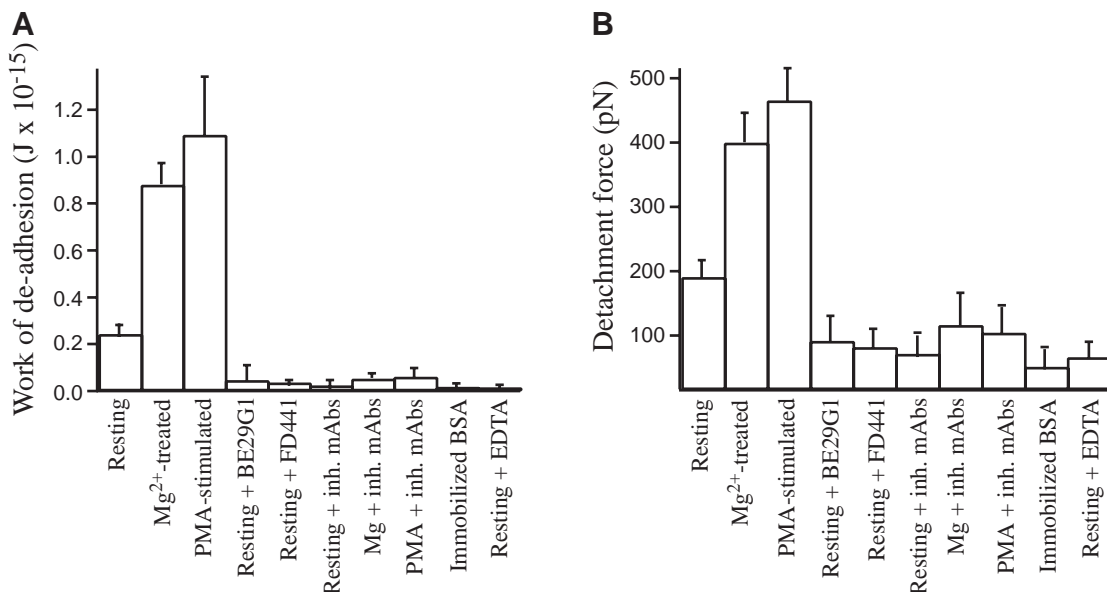 A
Work of de-adhesion (J x 10⁻¹⁵)
1.2
1.0
0.8
0.6
0.4
0.2
0.0
Resting
Mg²⁺-treated
PMA-stimulated
Resting + BE29G1
Resting + FD441
Resting + inh. mAbs
Mg + inh. mAbs
PMA + inh. mAbs
Immobilized BSA
Resting + EDTA
B
Detachment force (pN)
500
400
300
200
100
Resting
Mg²⁺-treated
PMA-stimulated
Resting + BE29G1
Resting + FD441
Resting + inh. mAbs
Mg + inh. mAbs
PMA + inh. mAbs
Immobilized BSA
Resting + EDTA